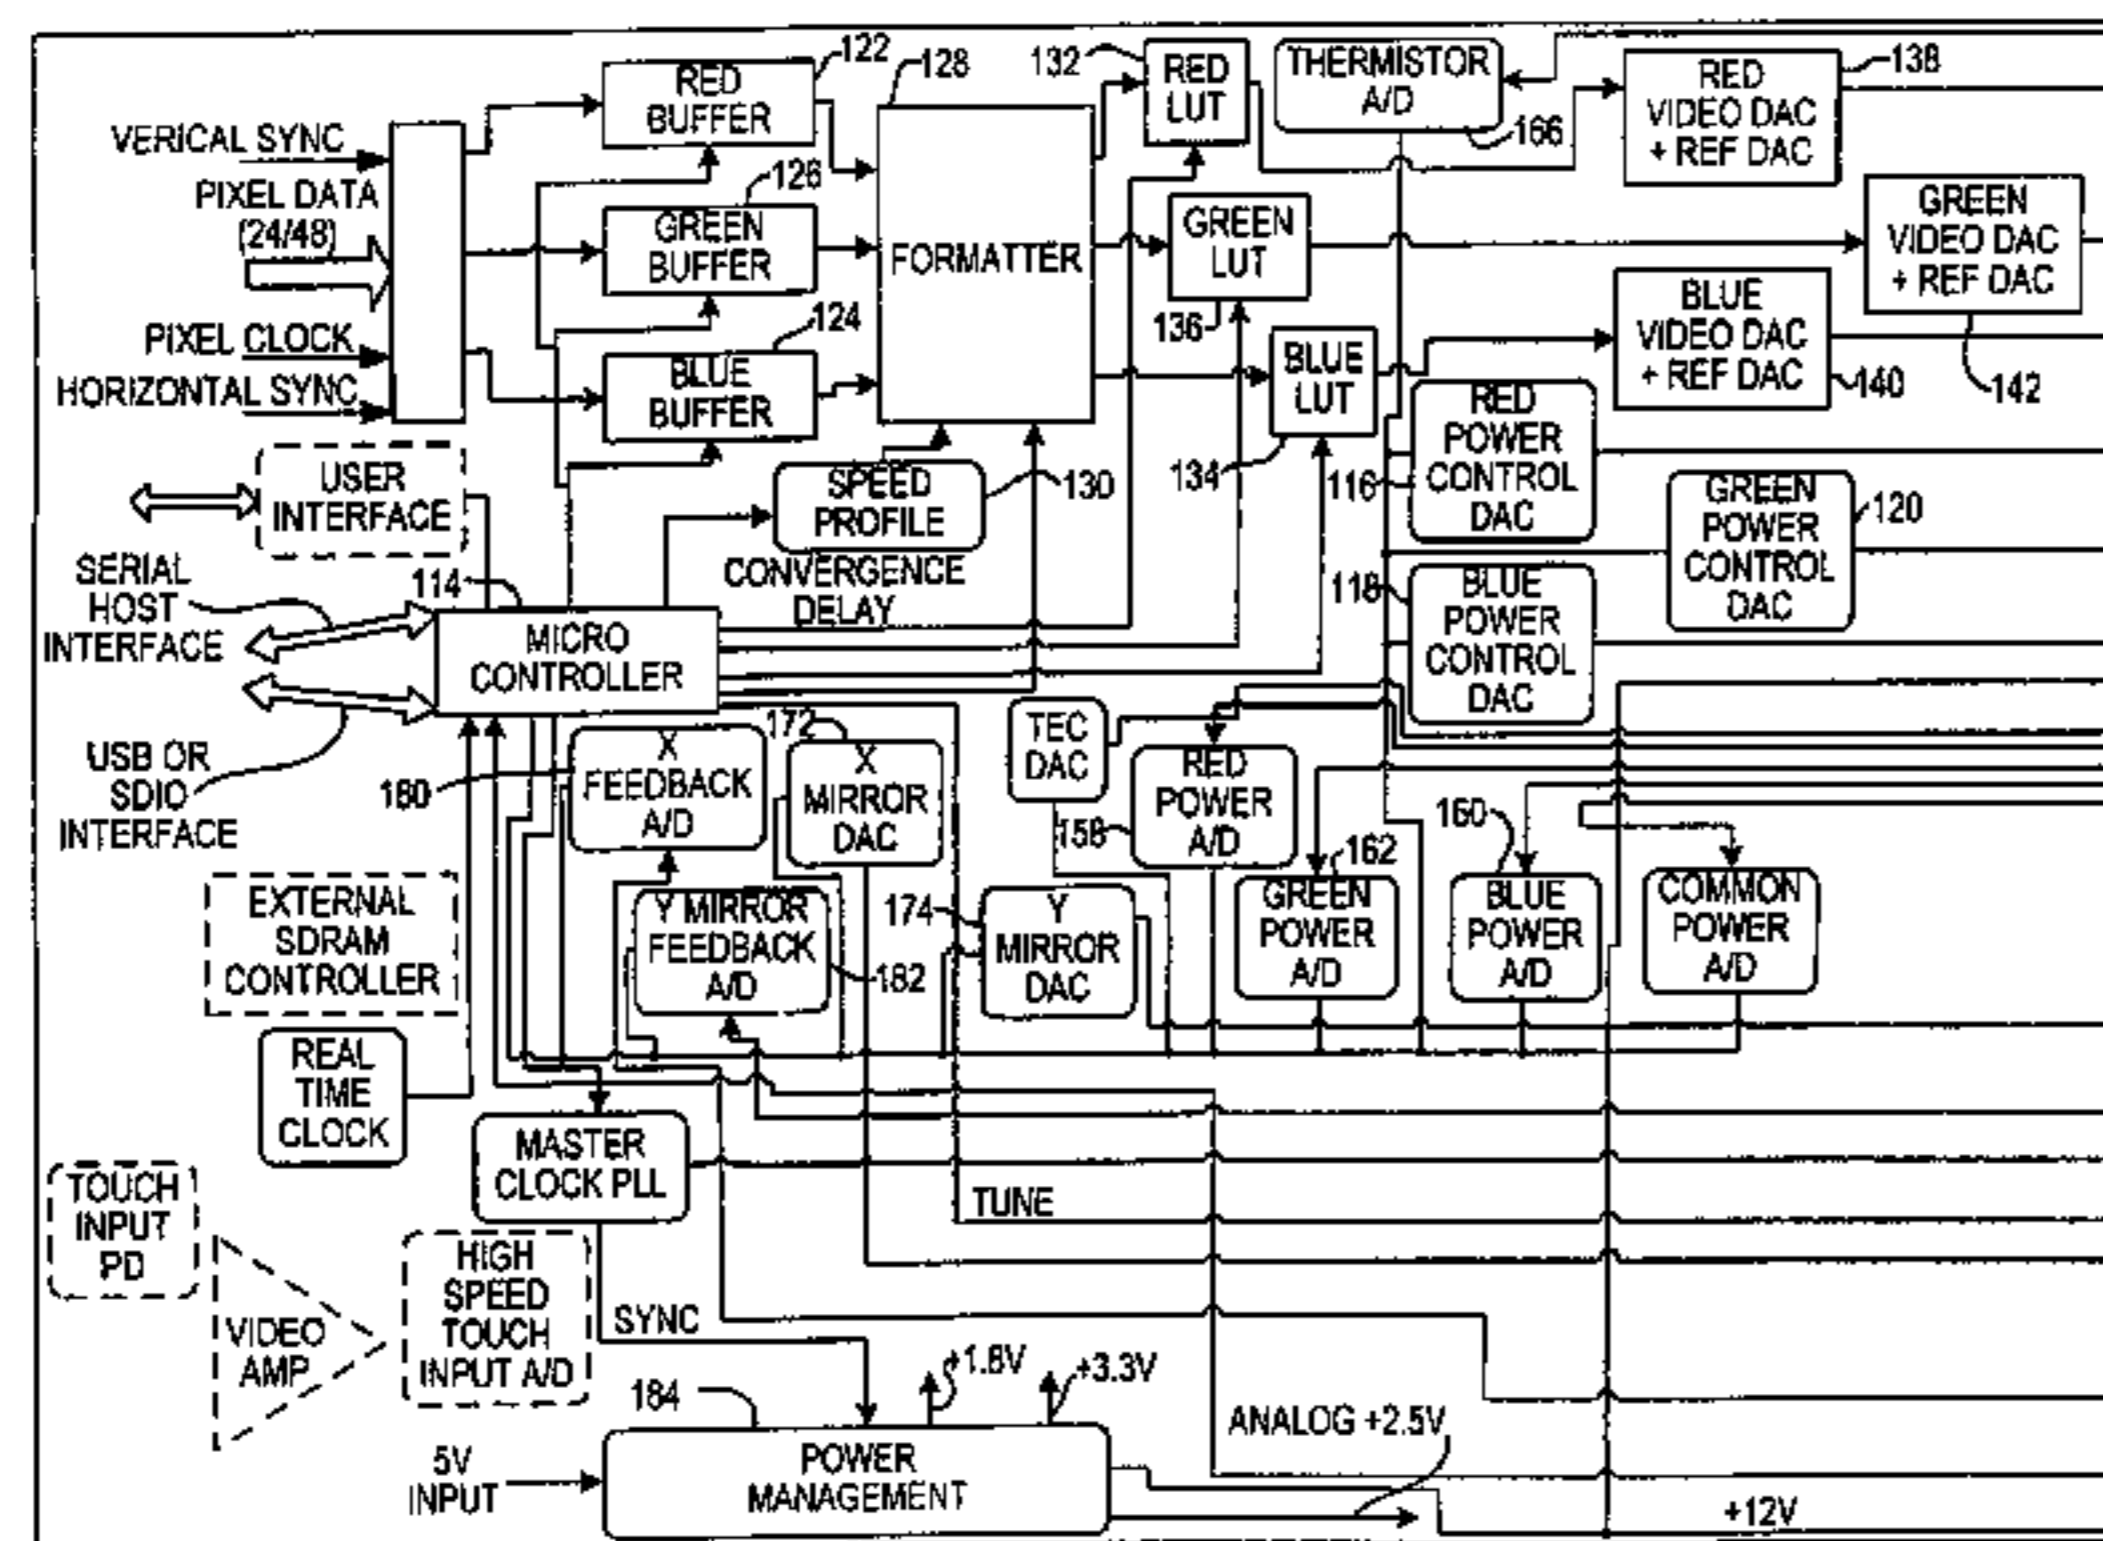 122
128
132
RED
LUT
THERMISTOR
A/D
166
RED
VIDEO DAC
+ REF DAC
138
RED
BUFFER
VERICAL SYNC
PIXEL DATA
(24/48)
PIXEL CLOCK
HORIZONTAL SYNC
126
GREEN
BUFFER
124
BLUE
BUFFER
FORMATTER
GREEN
LUT
136
BLUE
LUT
134
GREEN
VIDEO DAC
+ REF DAC
142
BLUE
VIDEO DAC
+ REF DAC
140
USER
INTERFACE
SPEED
PROFILE
130
CONVERGENCE
DELAY
RED
POWER
CONTROL
DAC
116
GREEN
POWER
CONTROL
DAC
120
BLUE
POWER
CONTROL
DAC
118
SERIAL
HOST
INTERFACE
114
MICRO
CONTROLLER
USB OR
SDIO
INTERFACE
180
X
FEEDBACK
A/D
172
X
MIRROR
DAC
TEC
DAC
158
RED
POWER
A/D
162
GREEN
POWER
A/D
160
BLUE
POWER
A/D
COMMON
POWER
A/D
EXTERNAL
SDRAM
CONTROLLER
Y MIRROR
FEEDBACK
A/D
182
174
Y
MIRROR
DAC
REAL
TIME
CLOCK
MASTER
CLOCK PLL
TUNE
TOUCH
INPUT
PD
VIDEO
AMP
HIGH
SPEED
TOUCH
INPUT A/D
SYNC
184
+1.8V
+3.3V
ANALOG +2.5V
5V
INPUT
POWER
MANAGEMENT
+12V